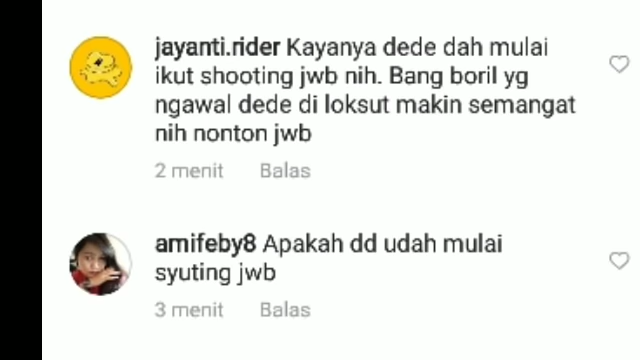 jayanti.rider Kayanya dede dah mulai
ikut shooting jwb nih. Bang boril yg
ngawal dede di loksut makin semangat
nih nonton jwb
2 menit Balas
amifeby8 Apakah dd udah mulai
syuting jwb
3 menit Balas